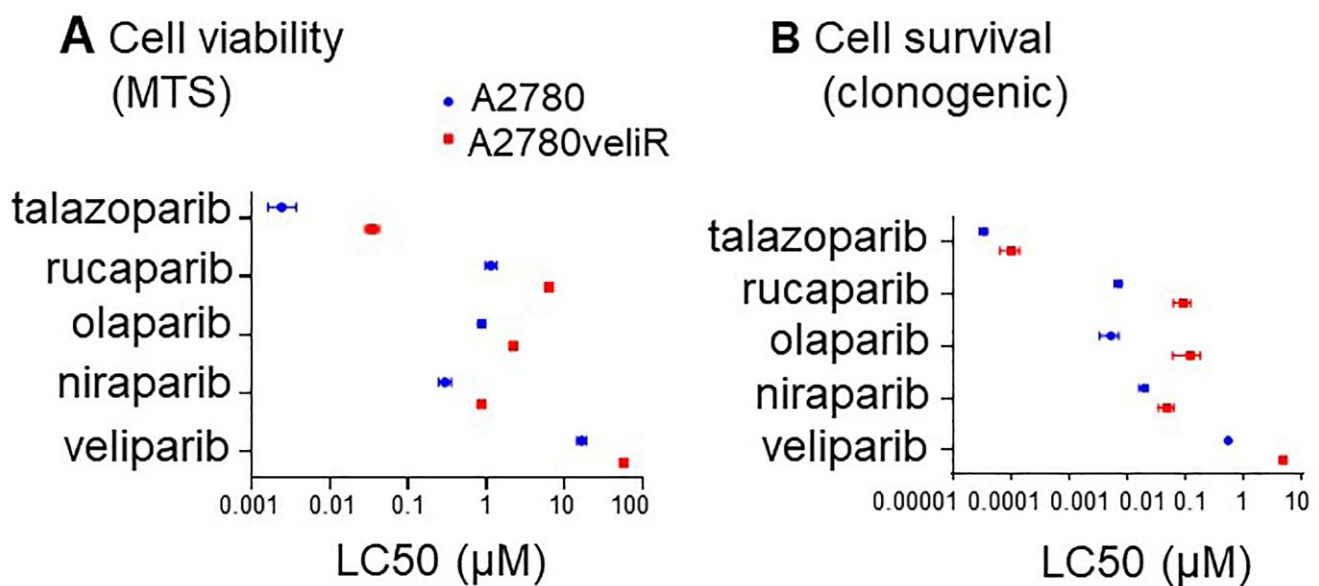 A Cell viability
(MTS)
A2780
A2780veliR
talazoparib
rucaparib
olaparib
niraparib
veliparib
0.001 0.01 0.1 1 10 100
LC50 (µM)
B Cell survival
(clonogenic)
talazoparib
rucaparib
olaparib
niraparib
veliparib
0.00001 0.0001 0.001 0.01 0.1 1 10
LC50 (µM)